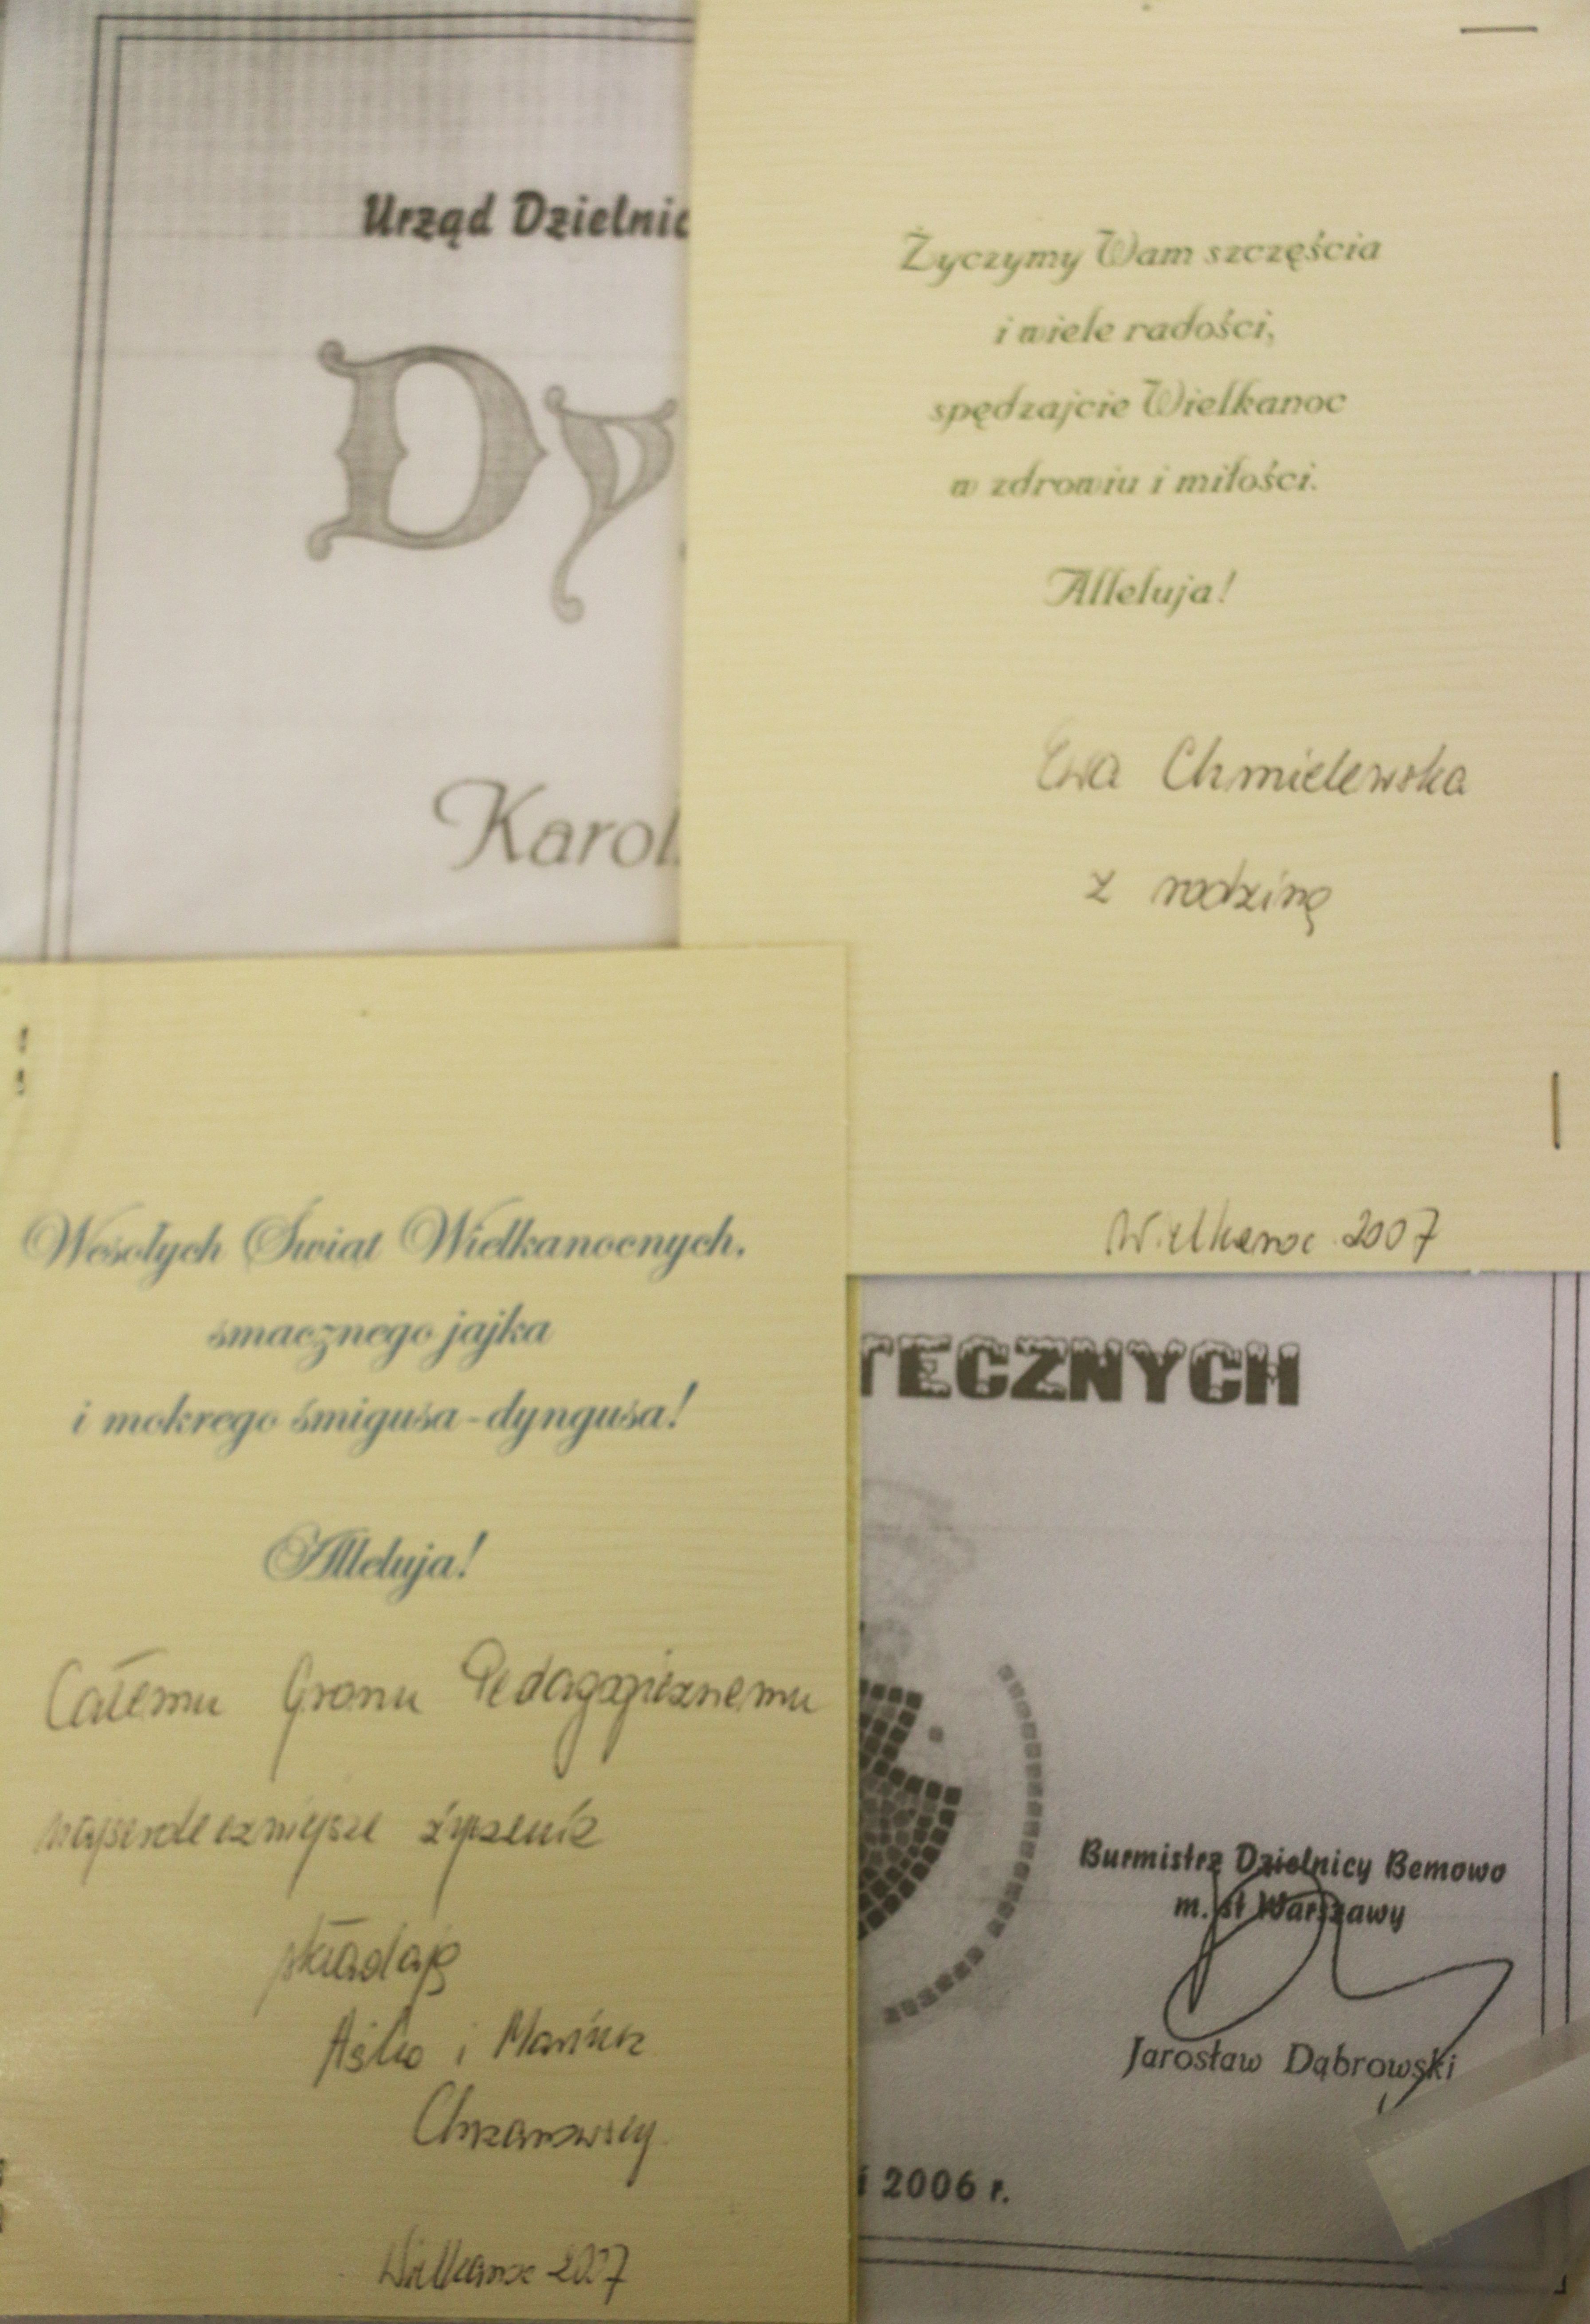 Urząd Dzielnic
Dy
Karol
Życzymy Wam szczęścia
i wiele radości,
spędzajcie Wielkanoc
w zdrowiu i miłości.
Alleluja!
Ewa Chmielewska
z rodziną
Wielkanoc 2007
Wesołych Świąt Wielkanocnych,
smacznego jajka
i mokrego śmigusa-dyngusa!
Alleluja!
Całemu Gronu Pedagogicznemu
najserdeczniejsze życzenia
składają
i Mariusz
Chrzanowscy
Wielkanoc 2007
TECZNYCH
Burmistrz Dzielnicy Bemowo
m. st Warszawy
Jarosław Dąbrowski
2006 r.